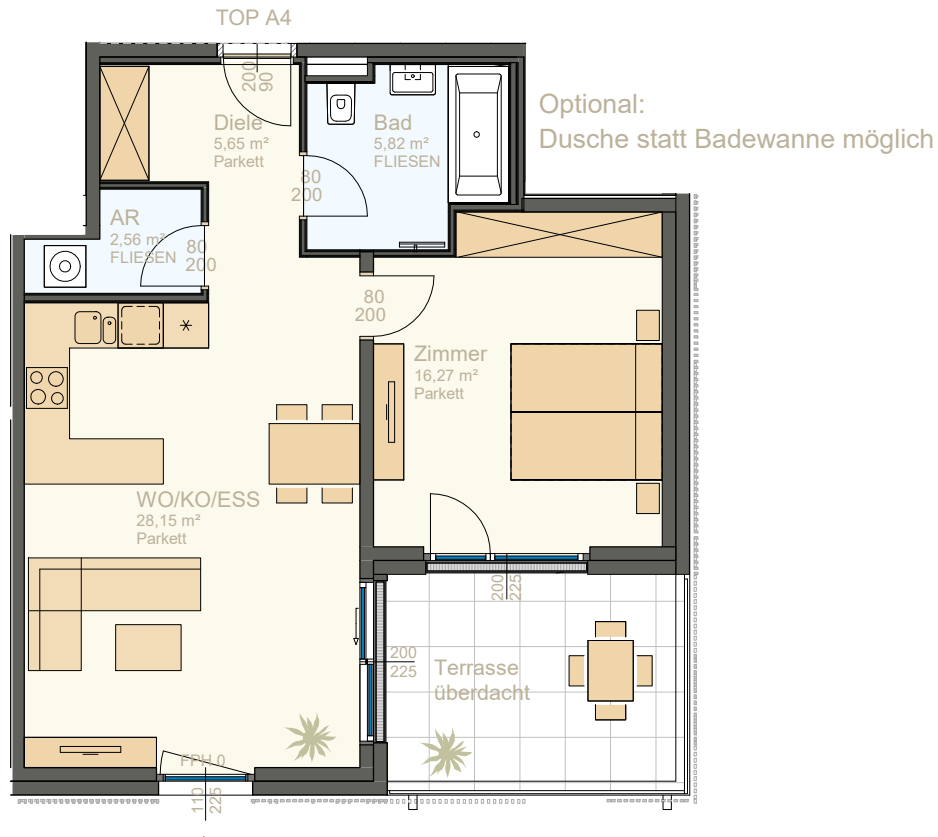 TOP A4
200
90
Optional:
Dusche statt Badewanne möglich
Diele
5,65 m²
Parkett
Bad
5,82 m²
FLIESEN
80
200
AR
2,56 m²
FLIESEN
80
200
80
200
Zimmer
16,27 m²
Parkett
WO/KO/ESS
28,15 m²
Parkett
200
225
200
225
Terrasse
überdacht
FPH 0
110
225